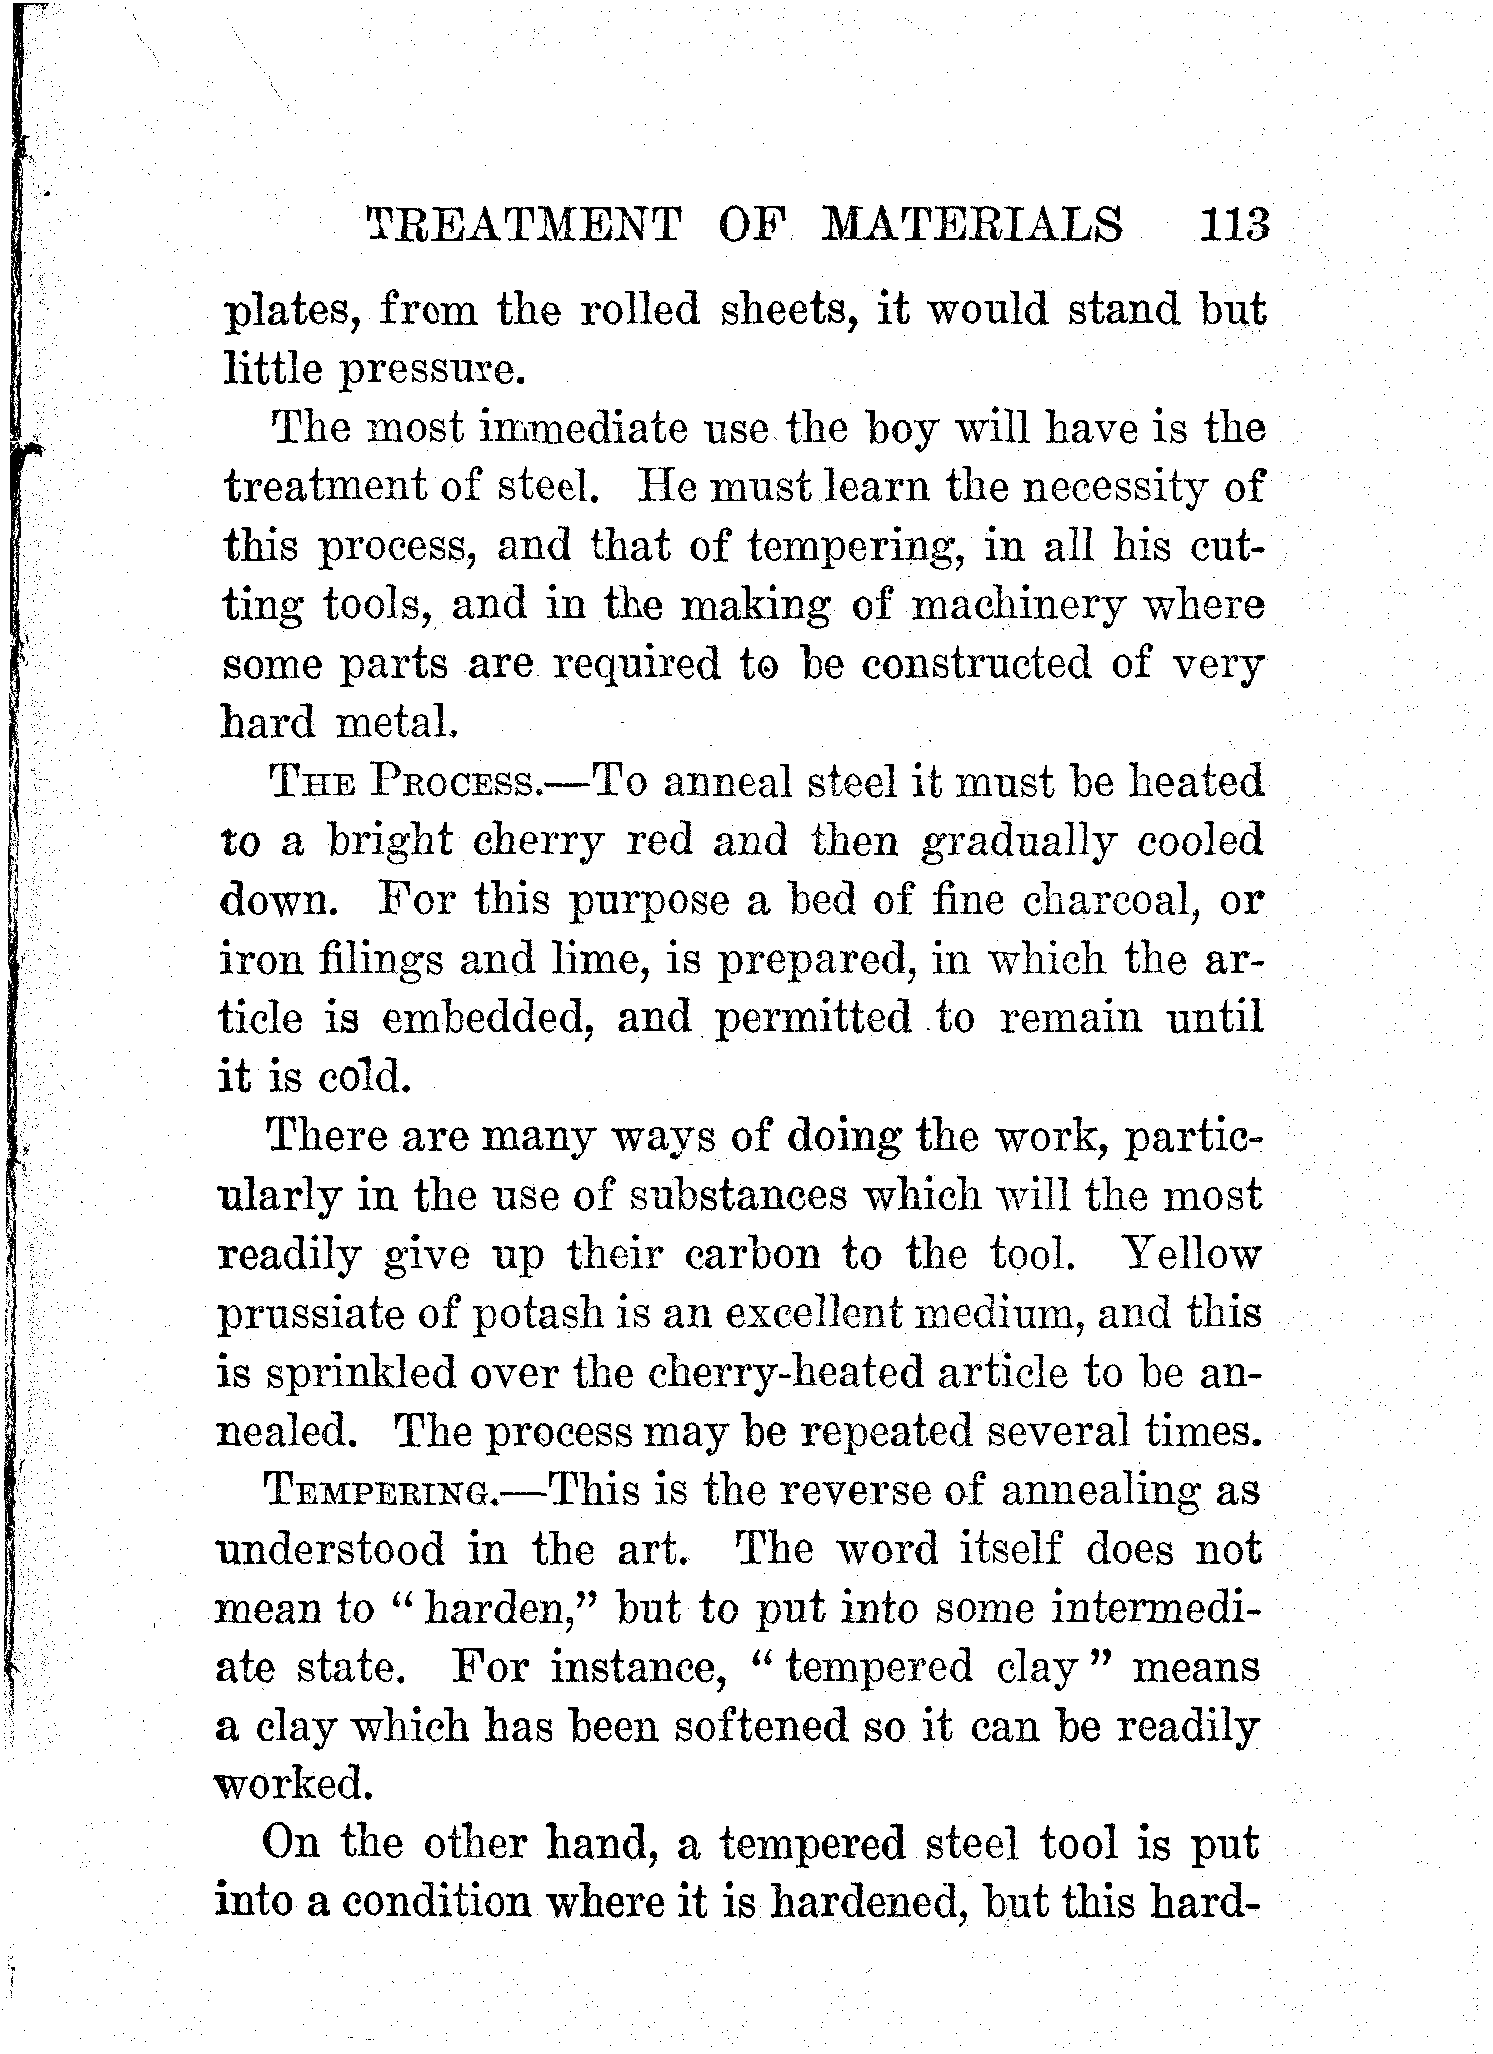 TREATMENT OF MATERIALS 113
plates, from the rolled sheets, it would stand but
little pressure.
The most immediate use the boy will have is the
treatment of steel. He must learn the necessity of
this process, and that of tempering, in all his cut-
ting tools, and in the making of machinery where
some parts are required to be constructed of very
hard metal.
THE PROCESS.—To anneal steel it must be heated
to a bright cherry red and then gradually cooled
down. For this purpose a bed of fine charcoal, or
iron filings and lime, is prepared, in which the ar-
ticle is embedded, and permitted to remain until
it is cold.
There are many ways of doing the work, partic-
ularly in the use of substances which will the most
readily give up their carbon to the tool. Yellow
prussiate of potash is an excellent medium, and this
is sprinkled over the cherry-heated article to be an-
nealed. The process may be repeated several times.
TEMPERING.—This is the reverse of annealing as
understood in the art. The word itself does not
mean to "harden," but to put into some intermedi-
ate state. For instance, "tempered clay" means
a clay which has been softened so it can be readily
worked.
On the other hand, a tempered steel tool is put
into a condition where it is hardened, but this hard-